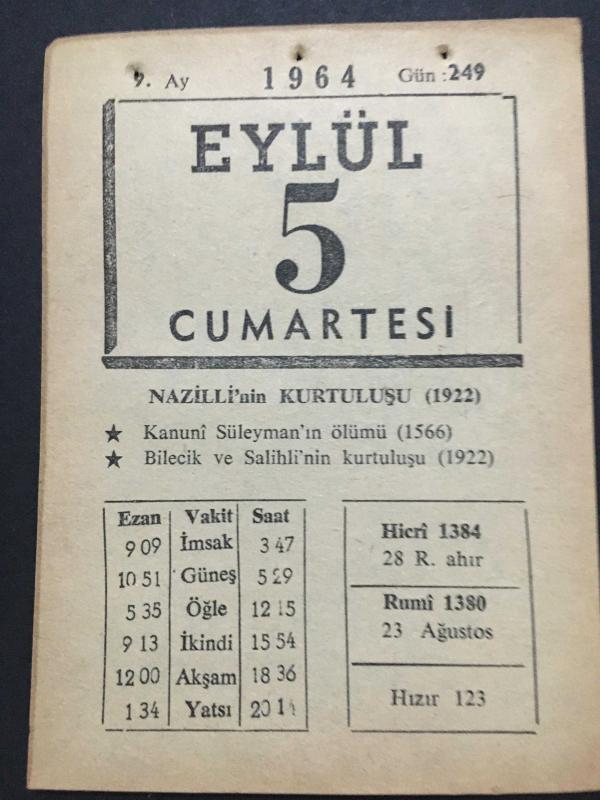 9. Ay 1964 Gün : 249
EYLÜL
5
CUMARTESİ
NAZİLLİ'nin KURTULUŞU (1922)
★ Kanunî Süleyman'ın ölümü (1566)
★ Bilecik ve Salihli'nin kurtuluşu (1922)
Ezan Vakit Saat
9 09 İmsak 3 47
10 51 Güneş 5 29
5 35 Öğle 12 15
9 13 İkindi 15 54
12 00 Akşam 18 36
1 34 Yatsı
Hicrî 1384
28 R. ahır
Rumî 1380
23 Ağustos
Hızır 123